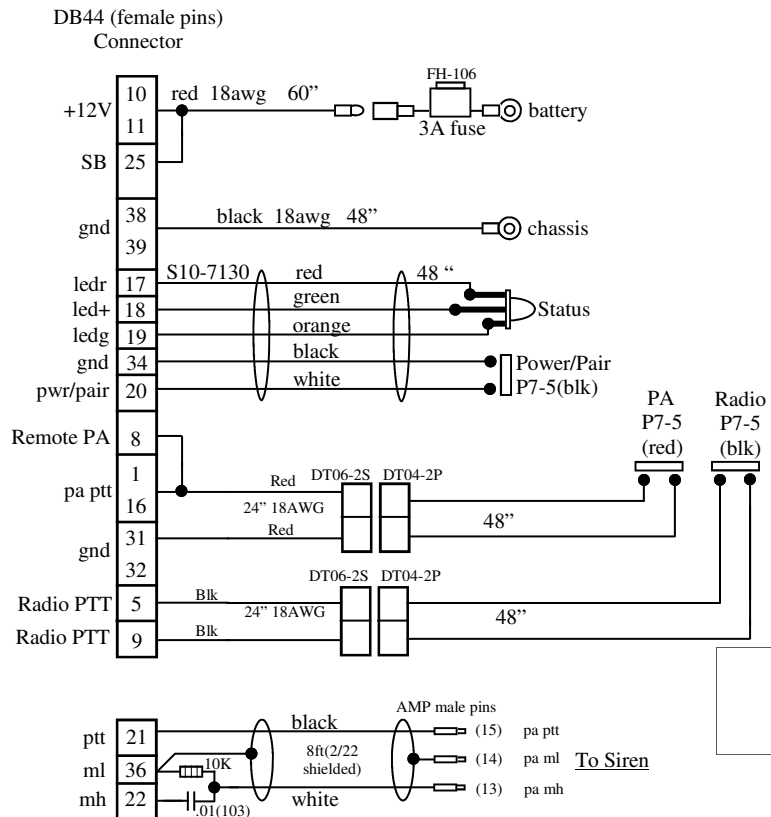 DB44 (female pins)
Connector
FH-106
+12V 10 red 18awg 60” battery
11 3A fuse
SB 25
gnd 38 black 18awg 48” chassis
39
ledr 17 S10-7130 red 48 “
led+ 18 green Status
ledg 19 orange
gnd 34 black Power/Pair
pwr/pair 20 white P7-5(blk)
PA Radio
P7-5 P7-5
(red) (blk)
Remote PA 8
pa ptt 1 Red DT06-2S DT04-2P
16 24” 18AWG 48”
gnd 31 Red
32
DT06-2S DT04-2P
Radio PTT 5 Blk 24” 18AWG 48”
Radio PTT 9 Blk
AMP male pins
ptt 21 black (15) pa ptt
ml 36 10K 8ft(2/22 shielded) (14) pa ml To Siren
mh 22 .01(103) white (13) pa mh